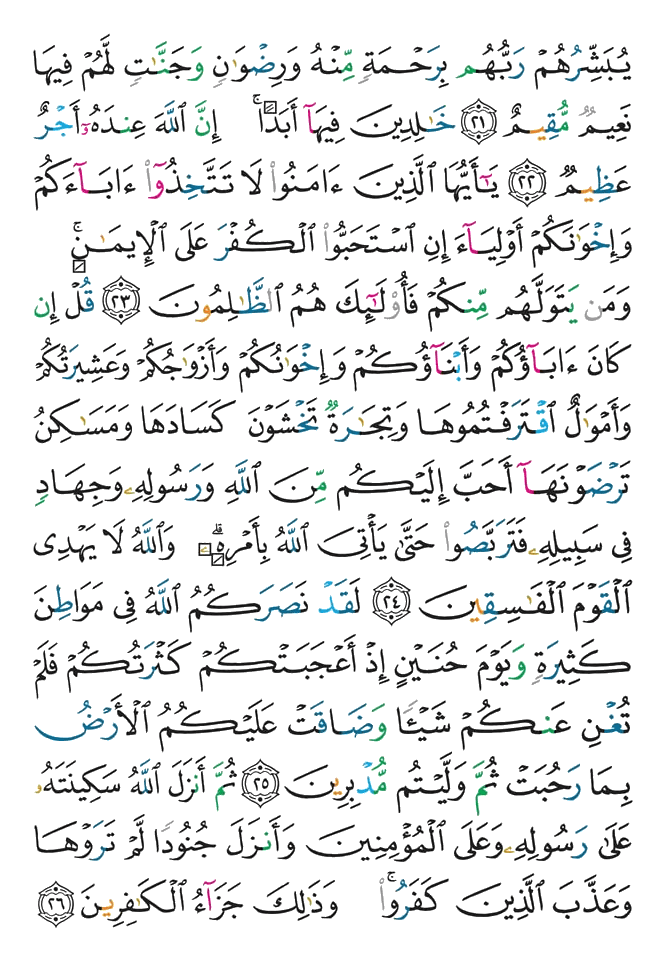 يُبَشِّرُهُمْ رَبُّهُم بِرَحْمَةٍ مِّنْهُ وَرِضْوَٰنٍ وَجَنَّٰتٍ لَّهُمْ فِيهَا
نَعِيمٌ مُّقِيمٌ ٢١ خَٰلِدِينَ فِيهَآ أَبَدًا ۚ إِنَّ ٱللَّهَ عِندَهُۥٓ أَجْرٌ
عَظِيمٌ ٢٢ يَٰٓأَيُّهَا ٱلَّذِينَ ءَامَنُوا۟ لَا تَتَّخِذُوٓا۟ ءَابَآءَكُمْ
وَإِخْوَٰنَكُمْ أَوْلِيَآءَ إِنِ ٱسْتَحَبُّوا۟ ٱلْكُفْرَ عَلَى ٱلْإِيمَٰنِ ۚ
وَمَن يَتَوَلَّهُم مِّنكُمْ فَأُو۟لَٰٓئِكَ هُمُ ٱلظَّٰلِمُونَ ٢٣ قُلْ إِن
كَانَ ءَابَآؤُكُمْ وَأَبْنَآؤُكُمْ وَإِخْوَٰنُكُمْ وَأَزْوَٰجُكُمْ وَعَشِيرَتُكُمْ
وَأَمْوَٰلٌ ٱقْتَرَفْتُمُوهَا وَتِجَٰرَةٌ تَخْشَوْنَ كَسَادَهَا وَمَسَٰكِنُ
تَرْضَوْنَهَآ أَحَبَّ إِلَيْكُم مِّنَ ٱللَّهِ وَرَسُولِهِۦ وَجِهَادٍ
فِى سَبِيلِهِۦ فَتَرَبَّصُوا۟ حَتَّىٰ يَأْتِىَ ٱللَّهُ بِأَمْرِهِۦ ۗ وَٱللَّهُ لَا يَهْدِى
ٱلْقَوْمَ ٱلْفَٰسِقِينَ ٢٤ لَقَدْ نَصَرَكُمُ ٱللَّهُ فِى مَوَاطِنَ
كَثِيرَةٍ وَيَوْمَ حُنَيْنٍ إِذْ أَعْجَبَتْكُمْ كَثْرَتُكُمْ فَلَمْ
تُغْنِ عَنكُمْ شَيْـًٔا وَضَاقَتْ عَلَيْكُمُ ٱلْأَرْضُ
بِمَا رَحُبَتْ ثُمَّ وَلَّيْتُم مُّدْبِرِينَ ٢٥ ثُمَّ أَنزَلَ ٱللَّهُ سَكِينَتَهُۥ
عَلَىٰ رَسُولِهِۦ وَعَلَى ٱلْمُؤْمِنِينَ وَأَنزَلَ جُنُودًا لَّمْ تَرَوْهَا
وَعَذَّبَ ٱلَّذِينَ كَفَرُوا۟ ۚ وَذَٰلِكَ جَزَآءُ ٱلْكَٰفِرِينَ ٢٦